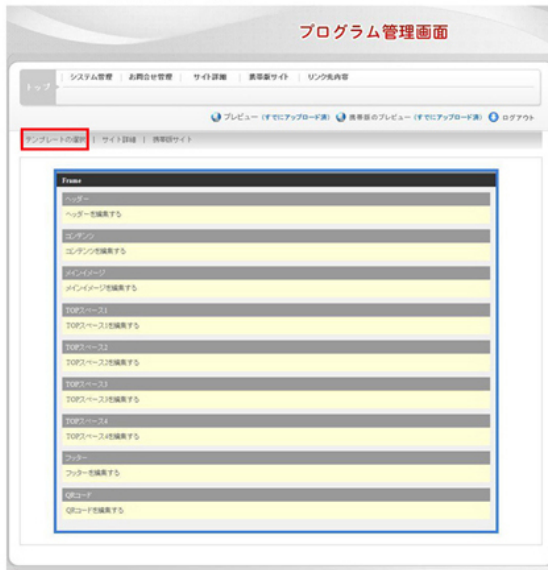 プログラム管理画面
トップ
システム管理 | お問合せ管理 | サイト詳細 | 携帯版サイト | リンク先内容
プレビュー (すでにアップロード済) 携帯版のプレビュー (すでにアップロード済) ログアウト
テンプレートの選択 | サイト詳細 | 携帯版サイト
Frame
ヘッダー
ヘッダーを編集する
コンテンツ
コンテンツを編集する
メインイメージ
メインイメージを編集する
TOPスペース1
TOPスペース1を編集する
TOPスペース2
TOPスペース2を編集する
TOPスペース3
TOPスペース3を編集する
TOPスペース4
TOPスペース4を編集する
フッター
フッターを編集する
QRコード
QRコードを編集する